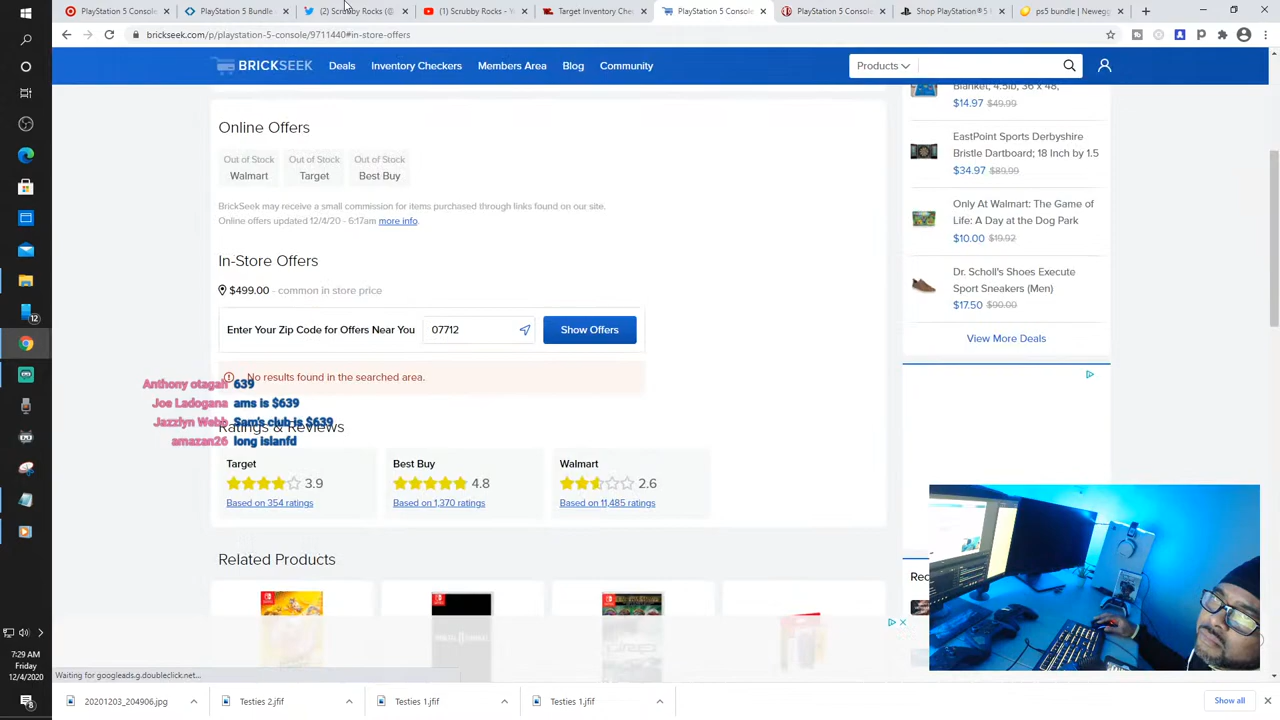 PlayStation 5 Console
PlayStation 5 Bundle
(2) Scrubby Rocks (@
(1) Scrubby Rocks - Y
Target Inventory Chec
PlayStation 5 Consol
PlayStation 5 Consol
Shop PlayStation®5
ps5 bundle | Newegg
brickseek.com/p/playstation-5-console/9711440#in-store-offers
BRICKSEEK
Deals
Inventory Checkers
Members Area
Blog
Community
Products
Online Offers
Out of Stock
Walmart
Out of Stock
Target
Out of Stock
Best Buy
BrickSeek may receive a small commission for items purchased through links found on our site.
Online offers updated 12/4/20 - 6:17am more info.
In-Store Offers
$499.00 - common in store price
Enter Your Zip Code for Offers Near You
07712
Show Offers
No results found in the searched area.
Anthony otagan 639
Joe Ladogana ams is $639
Jazzlyn Webb Sam's club is $639
amazan26 long islanfd
Ratings & Reviews
Target
3.9
Based on 354 ratings
Best Buy
4.8
Based on 1,370 ratings
Walmart
2.6
Based on 11,485 ratings
Related Products
Blanket, 4.5lb, 36 x 48,
$14.97 $49.99
EastPoint Sports Derbyshire
Bristle Dartboard; 18 Inch by 1.5
$34.97 $89.99
Only At Walmart: The Game of
Life: A Day at the Dog Park
$10.00 $19.92
Dr. Scholl's Shoes Execute
Sport Sneakers (Men)
$17.50 $90.00
View More Deals
Waiting for googleads.g.doubleclick.net...
12
7:29 AM
Friday
12/4/2020
8
20201203_204906.jpg
Testies 2.jfif
Testies 1.jfif
Testies 1.jfif
Show all